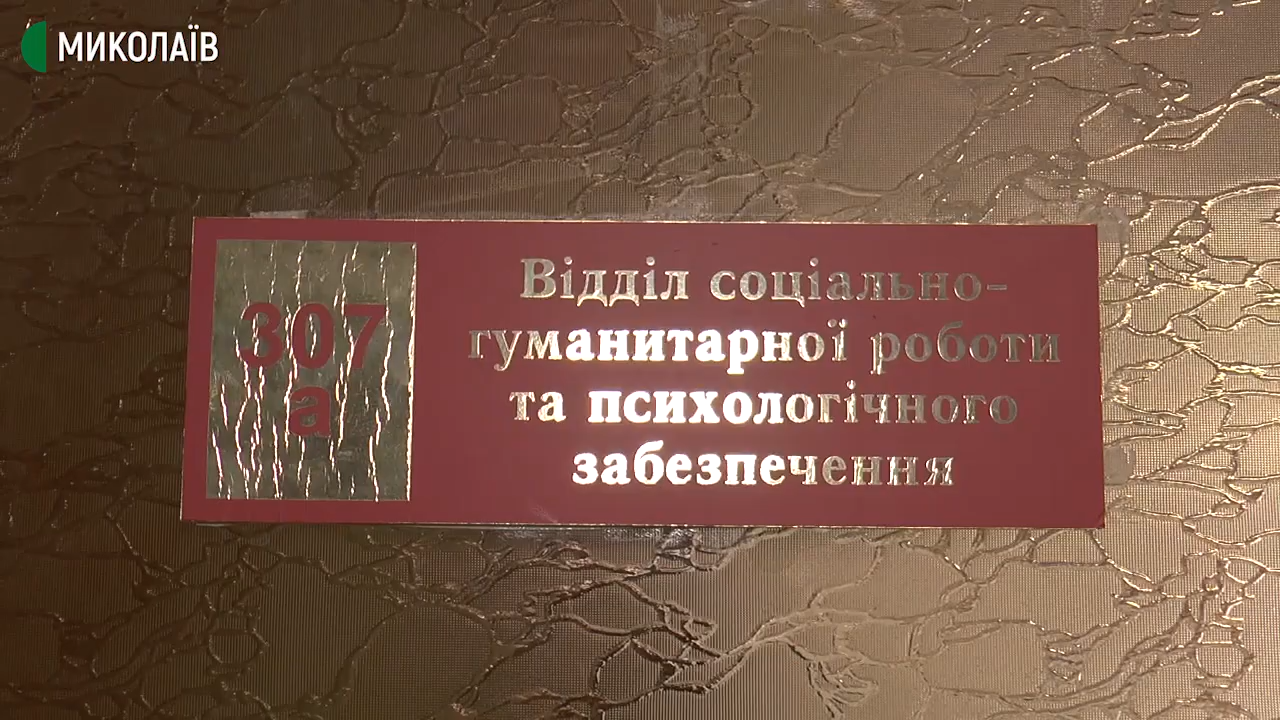 МИКОЛАЇВ
307
а
Відділ соціально-
гуманитарної роботи
та психологічного
забезпечення